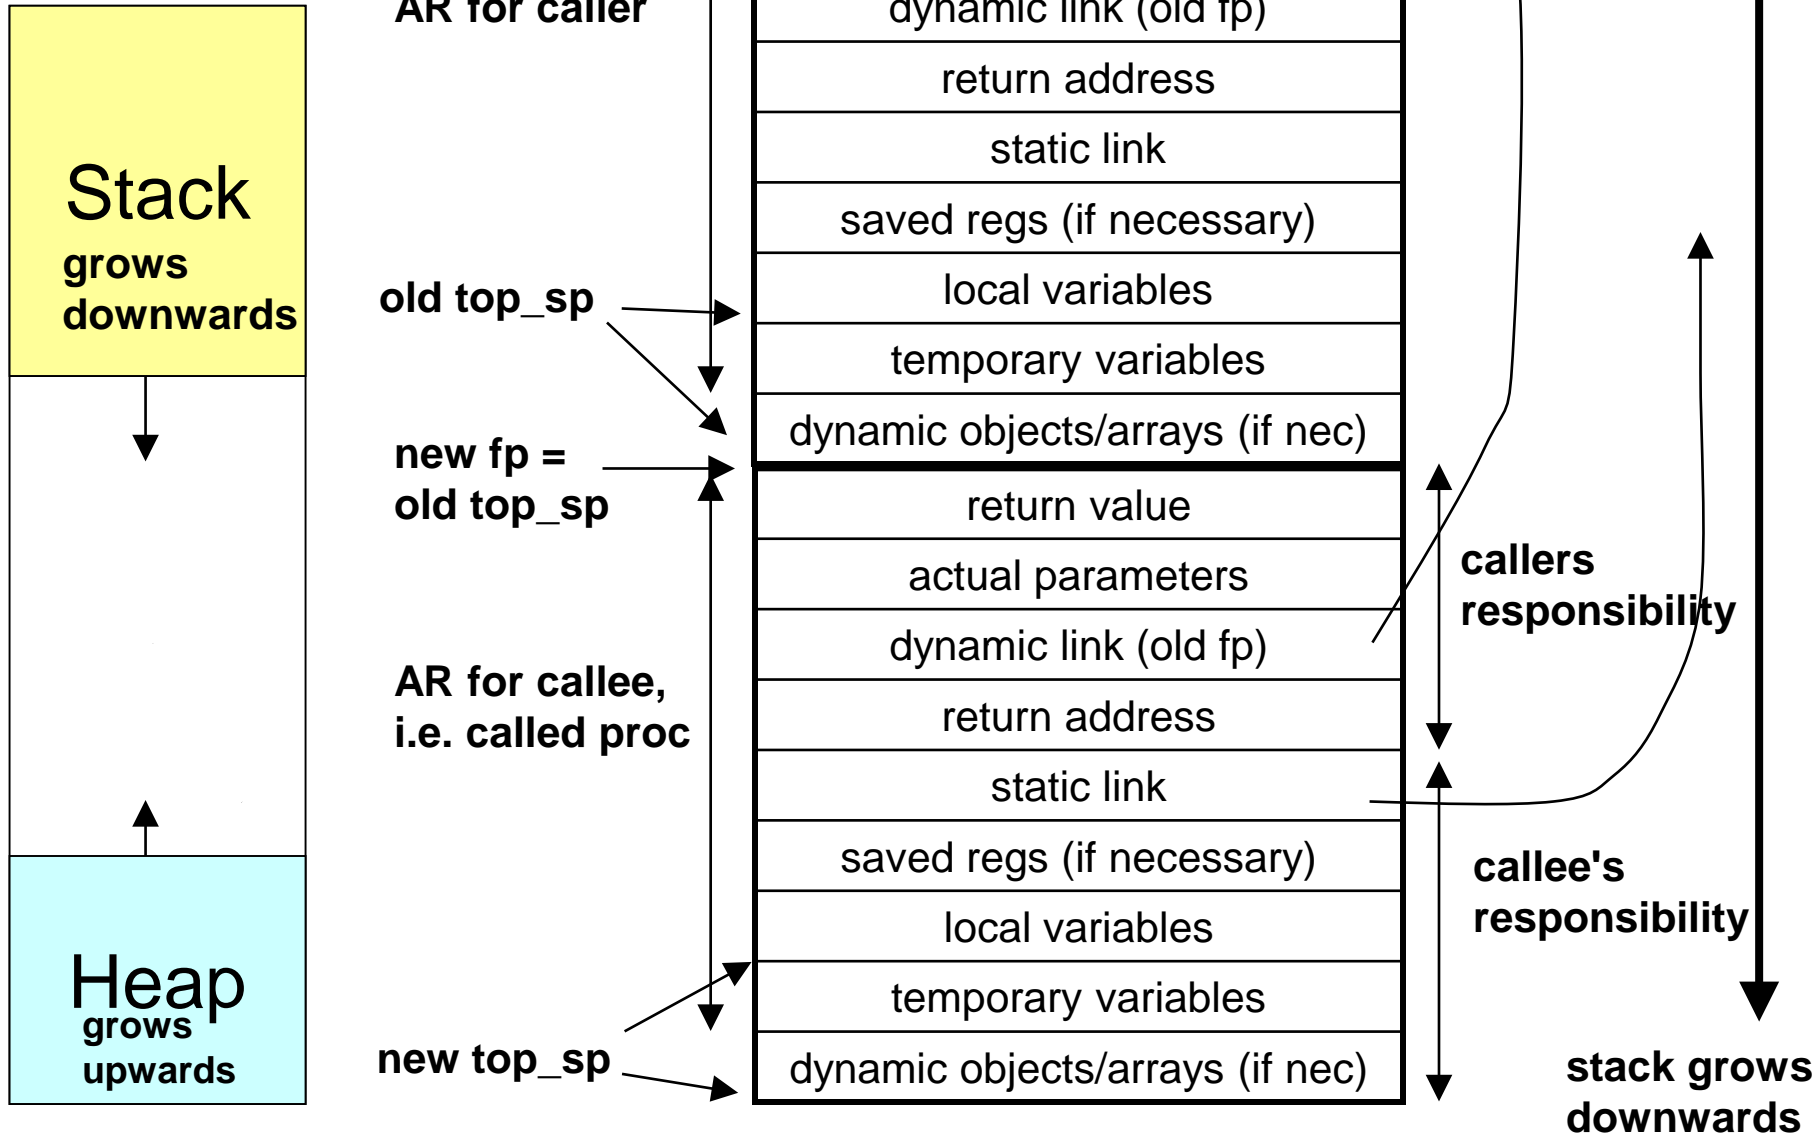 Stack
grows
downwards
Heap
grows
upwards
AR for caller
old top_sp
new fp =
old top_sp
AR for callee,
i.e. called proc
new top_sp
dynamic link (old fp)
return address
static link
saved regs (if necessary)
local variables
temporary variables
dynamic objects/arrays (if nec)
return value
actual parameters
dynamic link (old fp)
return address
static link
saved regs (if necessary)
local variables
temporary variables
dynamic objects/arrays (if nec)
callers
responsibility
callee's
responsibility
stack grows
downwards